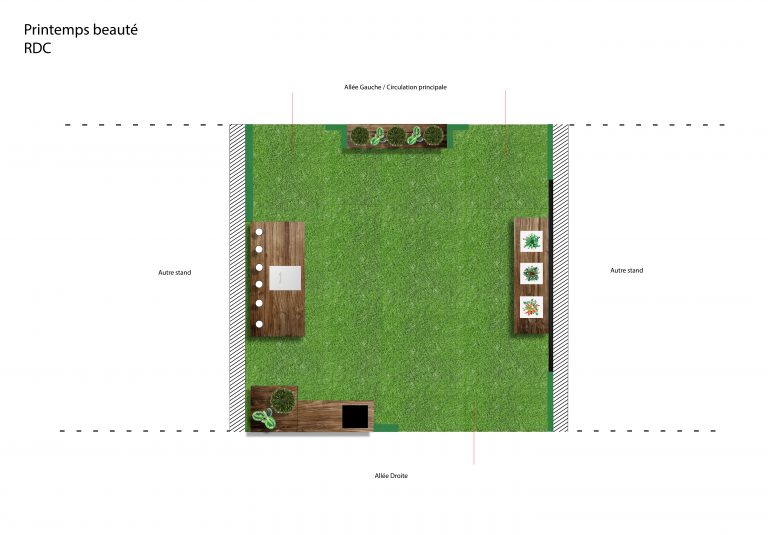 Printemps beauté
RDC
Allée Gauche / Circulation principale
Autre stand
Autre stand
Allée Droite